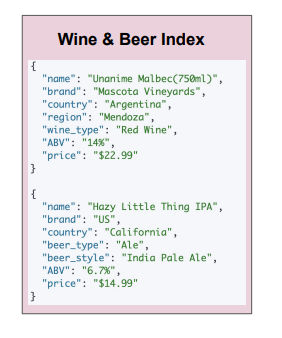 Wine & Beer Index
{
"name": "Unanime Malbec(750ml)",
"brand": "Mascota Vineyards",
"country": "Argentina",
"region": "Mendoza",
"wine_type": "Red Wine",
"ABV": "14%",
"price": "$22.99"
}
{
"name": "Hazy Little Thing IPA",
"brand": "US",
"country": "California",
"beer_type": "Ale",
"beer_style": "India Pale Ale",
"ABV": "6.7%",
"price": "$14.99"
}